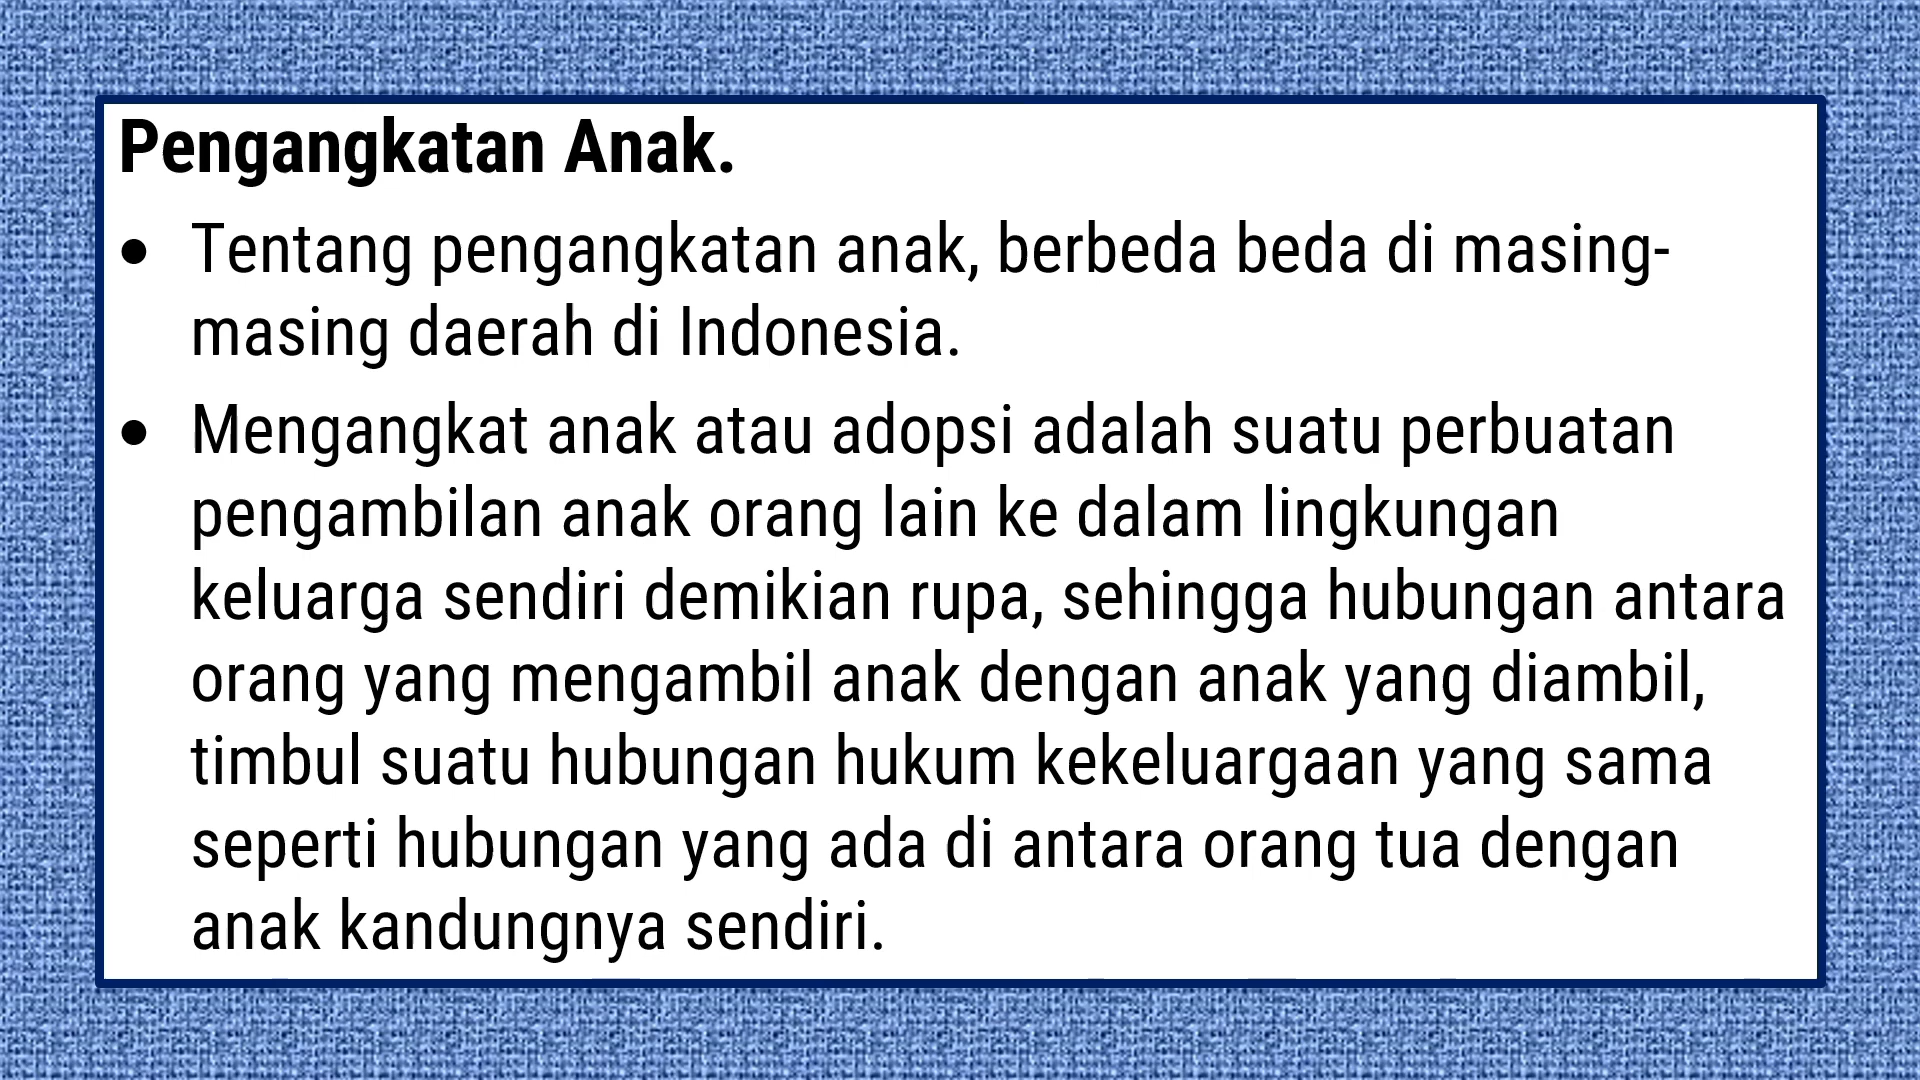 Pengangkatan Anak.
• Tentang pengangkatan anak, berbeda beda di masing-
masing daerah di Indonesia.
• Mengangkat anak atau adopsi adalah suatu perbuatan
pengambilan anak orang lain ke dalam lingkungan
keluarga sendiri demikian rupa, sehingga hubungan antara
orang yang mengambil anak dengan anak yang diambil,
timbul suatu hubungan hukum kekeluargaan yang sama
seperti hubungan yang ada di antara orang tua dengan
anak kandungnya sendiri.